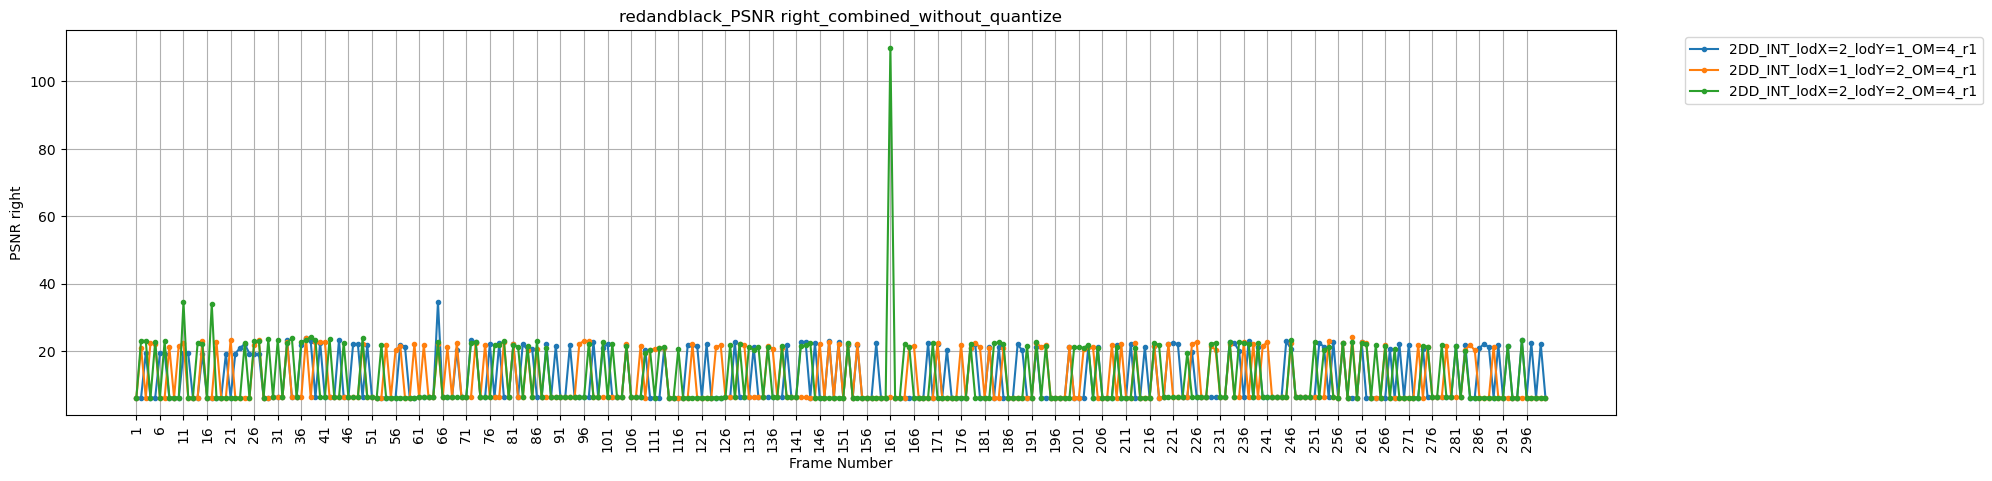 redandblack_PSNR right_combined_without_quantize
2DD_INT_lodX=2_lodY=1_OM=4_r1
2DD_INT_lodX=1_lodY=2_OM=4_r1
2DD_INT_lodX=2_lodY=2_OM=4_r1
PSNR right
100
80
60
40
20
1 6 11 16 21 26 31 36 41 46 51 56 61 66 71 76 81 86 91 96 101 106 111 116 121 126 131 136 141 146 151 156 161 166 171 176 181 186 191 196 201 206 211 216 221 226 231 236 241 246 251 256 261 266 271 276 281 286 291 296
Frame Number